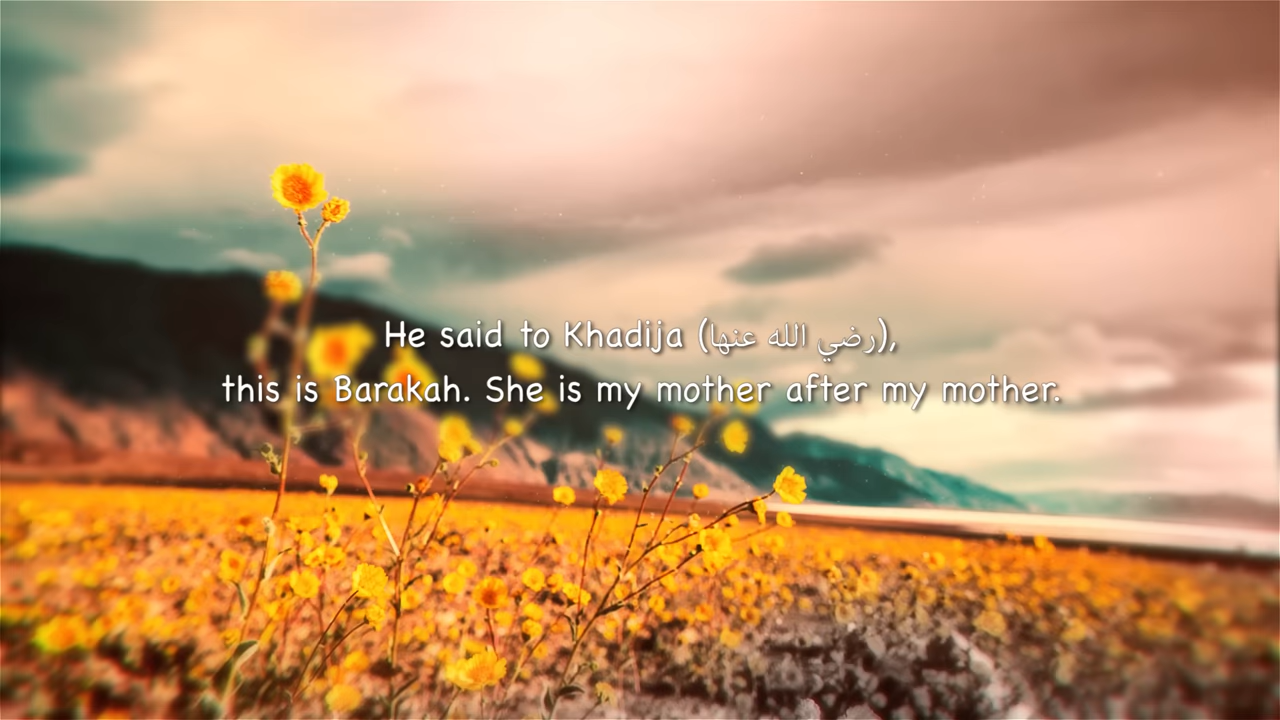 He said to Khadija (رضي الله عنها),
this is Barakah. She is my mother after my mother.